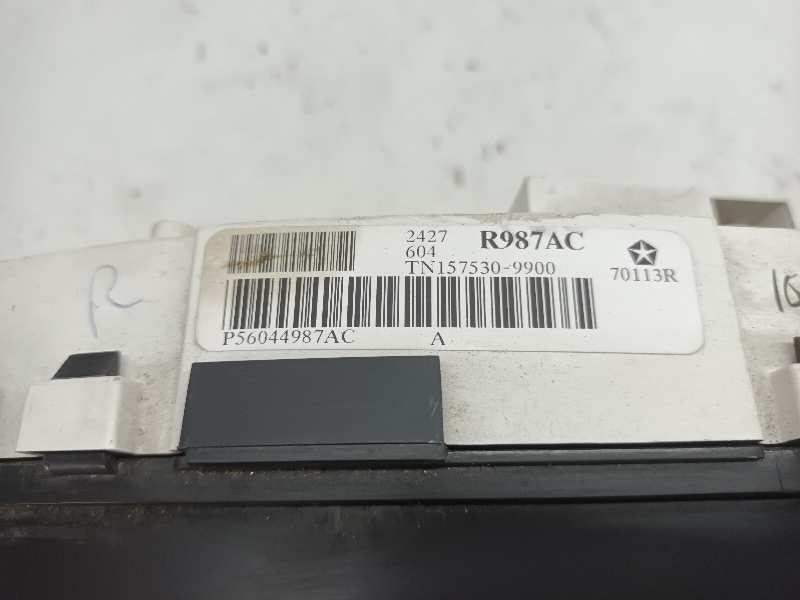 2427 R987AC
604
TN157530-9900 70113R
P56044987AC A
R